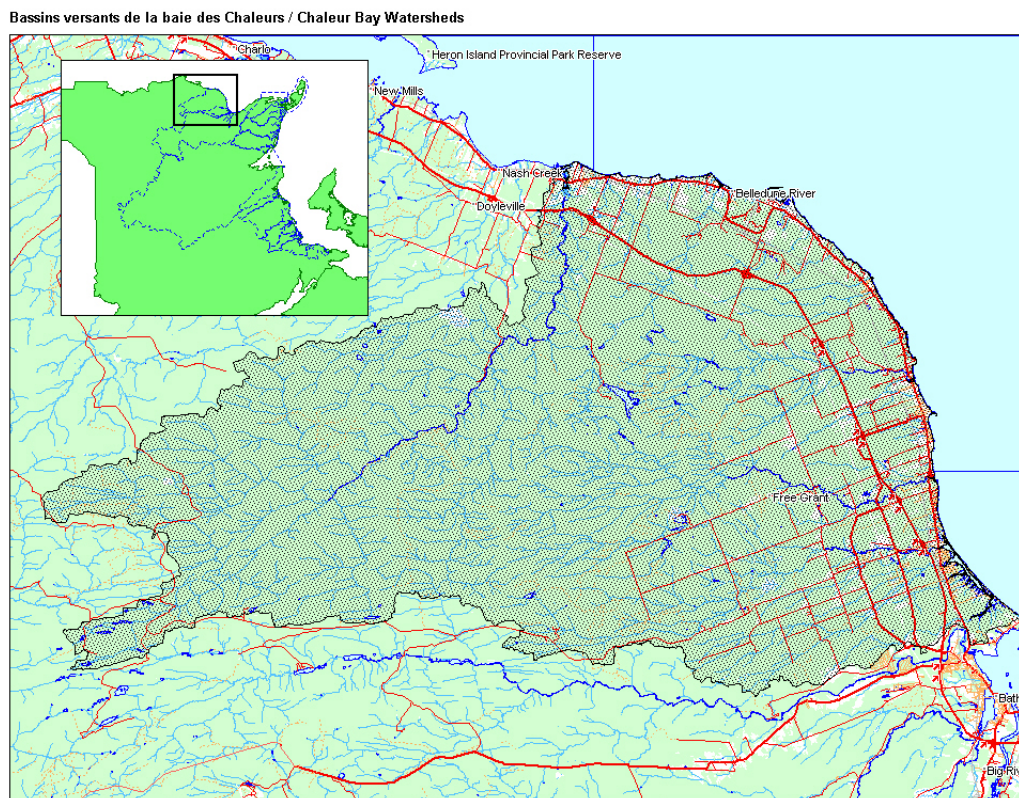 Bassins versants de la baie des Chaleurs / Chaleur Bay Watersheds
Charlo
Heron Island Provincial Park Reserve
New Mills
Nash Creek
Belledune River
Doyleville
Free Grant
Bath
Big Riv